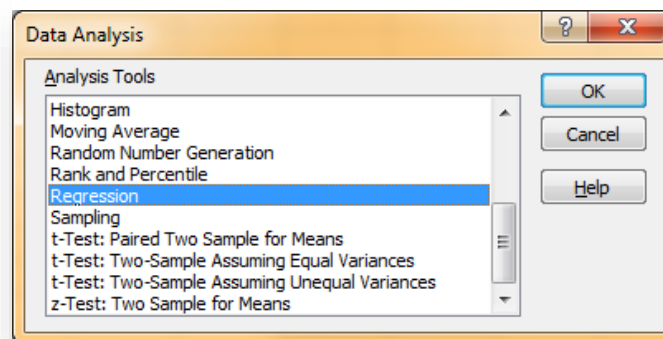 Data Analysis
?
X
Analysis Tools
Histogram
Moving Average
Random Number Generation
Rank and Percentile
Regression
Sampling
t-Test: Paired Two Sample for Means
t-Test: Two-Sample Assuming Equal Variances
t-Test: Two-Sample Assuming Unequal Variances
z-Test: Two Sample for Means
OK
Cancel
Help